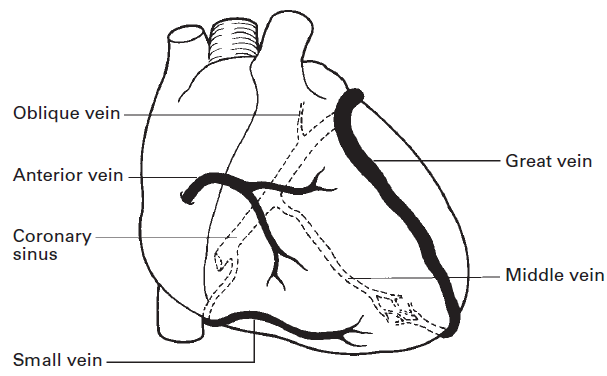 Oblique vein
Anterior vein
Coronary
sinus
Small vein
Great vein
Middle vein